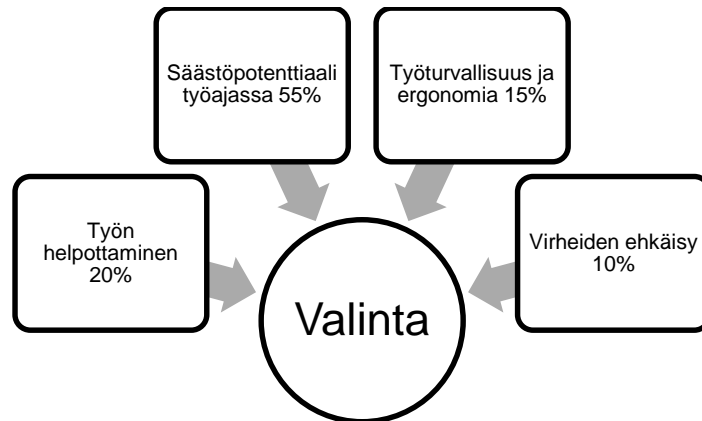 Säästöpotenttiaali
työajassa 55%
Työturvallisuus ja
ergonomia 15%
Työn
helpottaminen
20%
Virheiden ehkäisy
10%
Valinta